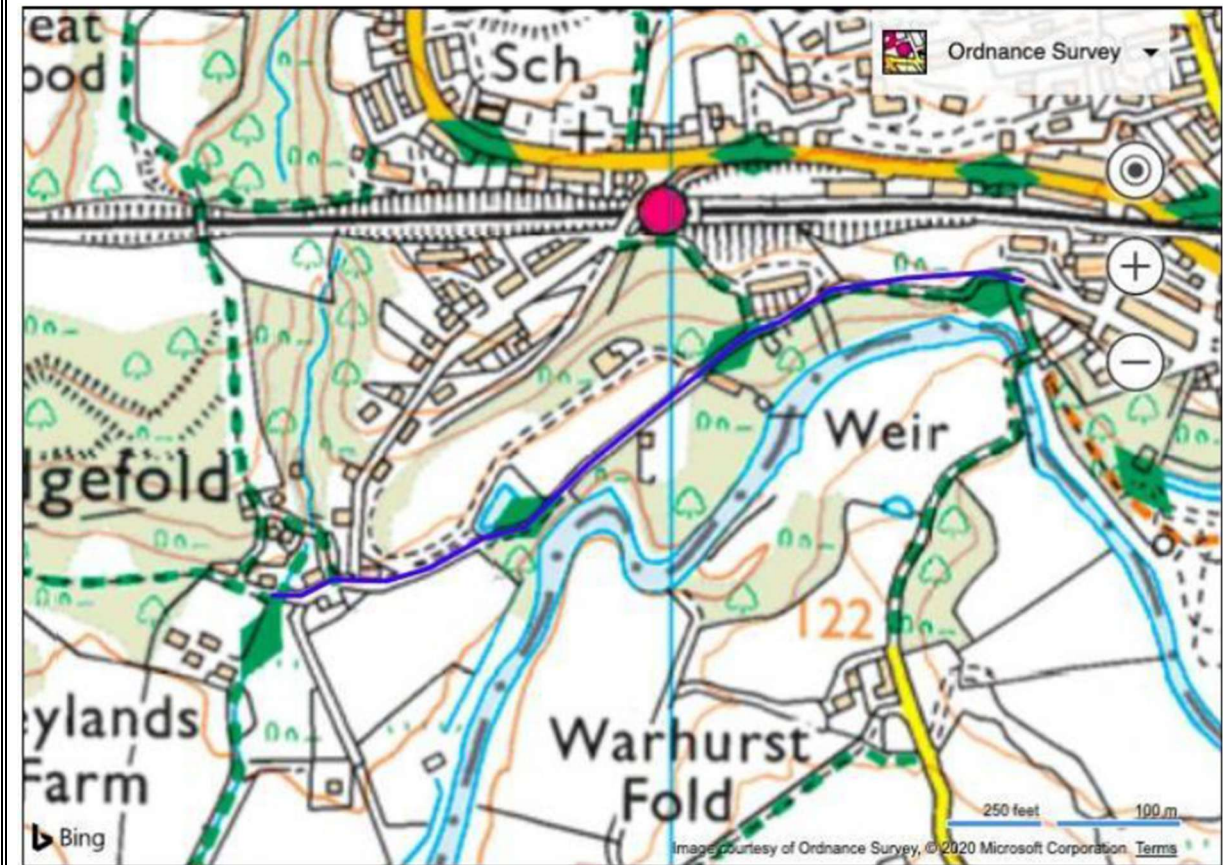 eat
ood
Sch
Ordnance Survey
lgefold
Weir
122
eylands
Farm
Warhurst
Fold
250 feet
100 m
Bing
Image courtesy of Ordnance Survey, © 2020 Microsoft Corporation Terms